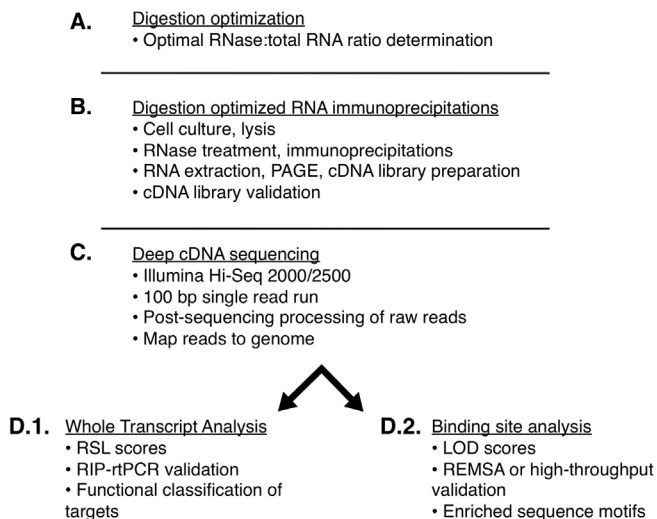 A. Digestion optimization
• Optimal RNase:total RNA ratio determination
B. Digestion optimized RNA immunoprecipitations
• Cell culture, lysis
• RNase treatment, immunoprecipitations
• RNA extraction, PAGE, cDNA library preparation
• cDNA library validation
C. Deep cDNA sequencing
• Illumina Hi-Seq 2000/2500
• 100 bp single read run
• Post-sequencing processing of raw reads
• Map reads to genome
D.1. Whole Transcript Analysis
• RSL scores
• RIP-rtPCR validation
• Functional classification of
targets
D.2. Binding site analysis
• LOD scores
• REMSA or high-throughput
validation
• Enriched sequence motifs